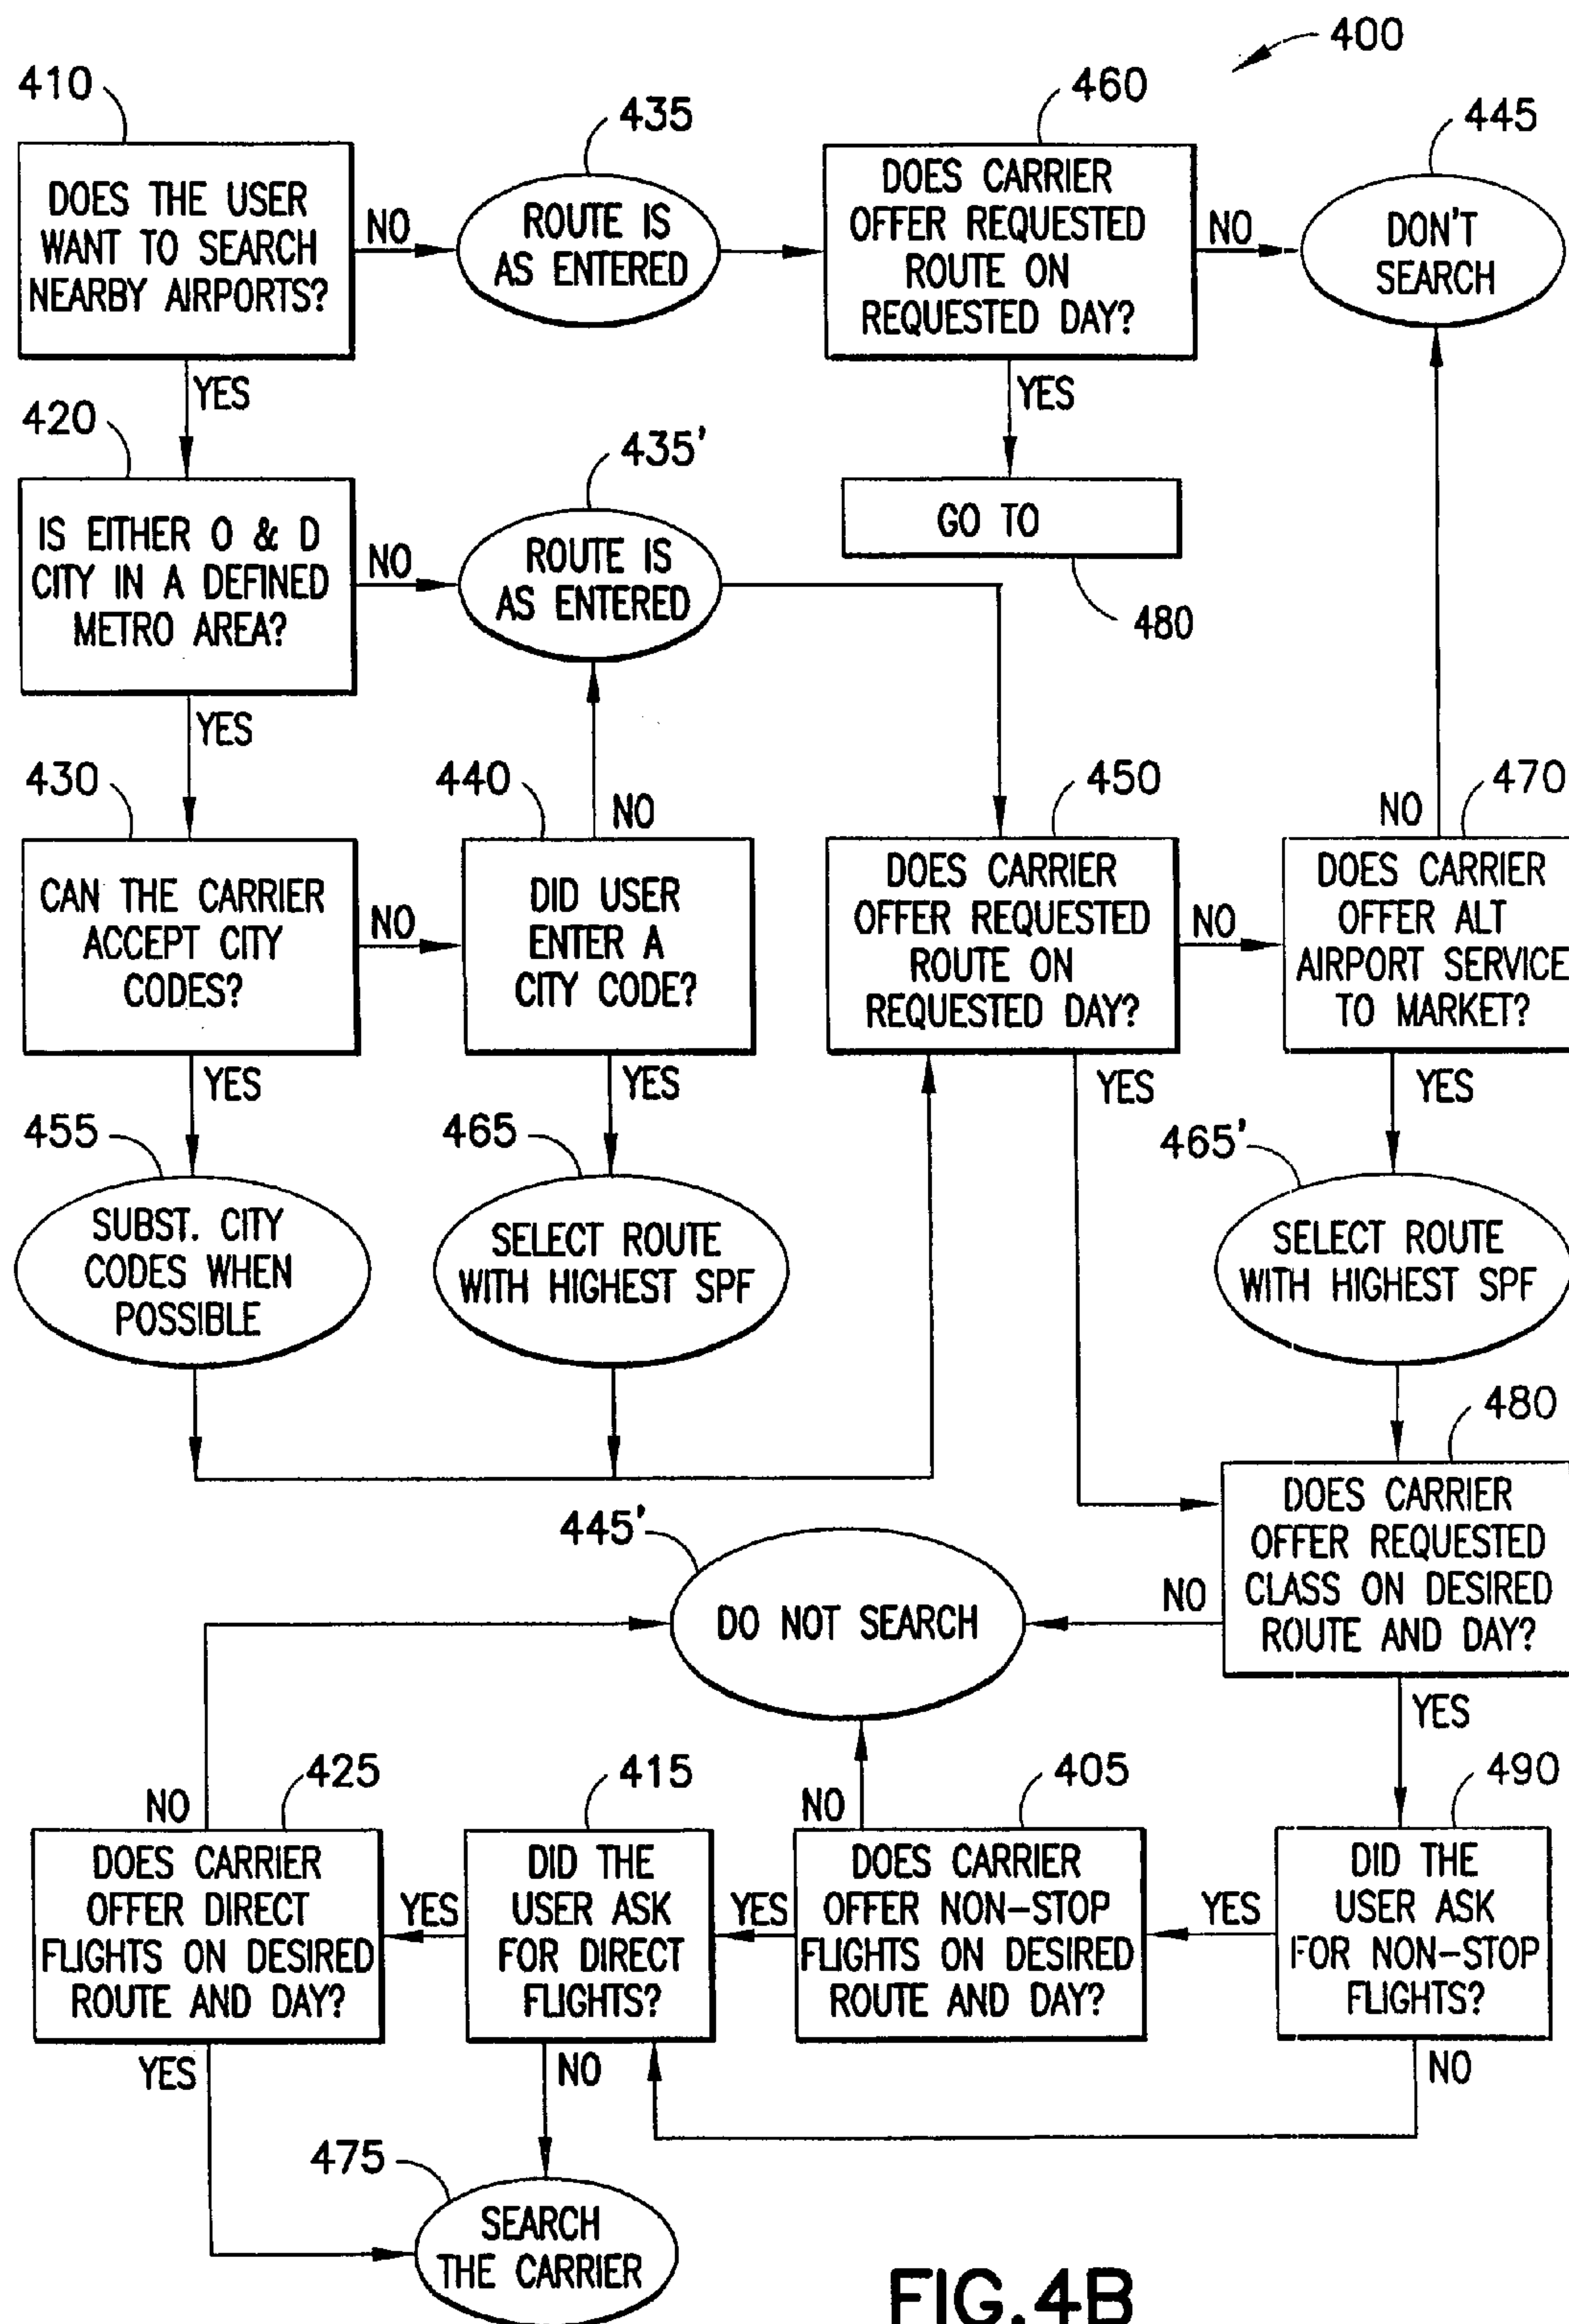 400
410
DOES THE USER
WANT TO SEARCH
NEARBY AIRPORTS?
NO
435
ROUTE IS
AS ENTERED
460
DOES CARRIER
OFFER REQUESTED
ROUTE ON
REQUESTED DAY?
NO
445
DON'T
SEARCH
YES
YES
420
IS EITHER O & D
CITY IN A DEFINED
METRO AREA?
NO
435'
ROUTE IS
AS ENTERED
GO TO
480
YES
430
CAN THE CARRIER
ACCEPT CITY
CODES?
NO
440
NO
DID USER
ENTER A
CITY CODE?
450
DOES CARRIER
OFFER REQUESTED
ROUTE ON
REQUESTED DAY?
NO
NO
470
DOES CARRIER
OFFER ALT
AIRPORT SERVICE
TO MARKET?
YES
YES
YES
YES
455
SUBST. CITY
CODES WHEN
POSSIBLE
465
SELECT ROUTE
WITH HIGHEST SPF
465'
SELECT ROUTE
WITH HIGHEST SPF
480
DOES CARRIER
OFFER REQUESTED
CLASS ON DESIRED
ROUTE AND DAY?
NO
445'
DO NOT SEARCH
YES
NO
425
DOES CARRIER
OFFER DIRECT
FLIGHTS ON DESIRED
ROUTE AND DAY?
YES
415
DID THE
USER ASK
FOR DIRECT
FLIGHTS?
YES
NO
405
DOES CARRIER
OFFER NON-STOP
FLIGHTS ON DESIRED
ROUTE AND DAY?
YES
490
DID THE
USER ASK
FOR NON-STOP
FLIGHTS?
YES
NO
NO
475
SEARCH
THE CARRIER
FIG.4B